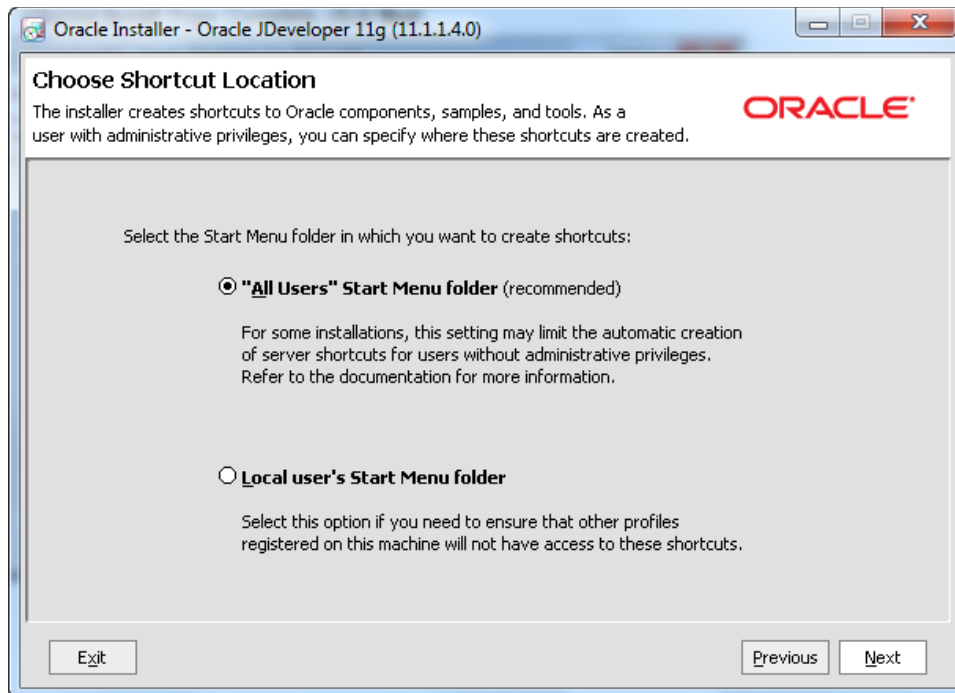 Oracle Installer - Oracle JDeveloper 11g (11.1.1.4.0)
Choose Shortcut Location
The installer creates shortcuts to Oracle components, samples, and tools. As a
user with administrative privileges, you can specify where these shortcuts are created.
ORACLE
Select the Start Menu folder in which you want to create shortcuts:
"All Users" Start Menu folder (recommended)
For some installations, this setting may limit the automatic creation
of server shortcuts for users without administrative privileges.
Refer to the documentation for more information.
Local user's Start Menu folder
Select this option if you need to ensure that other profiles
registered on this machine will not have access to these shortcuts.
Exit
Previous
Next